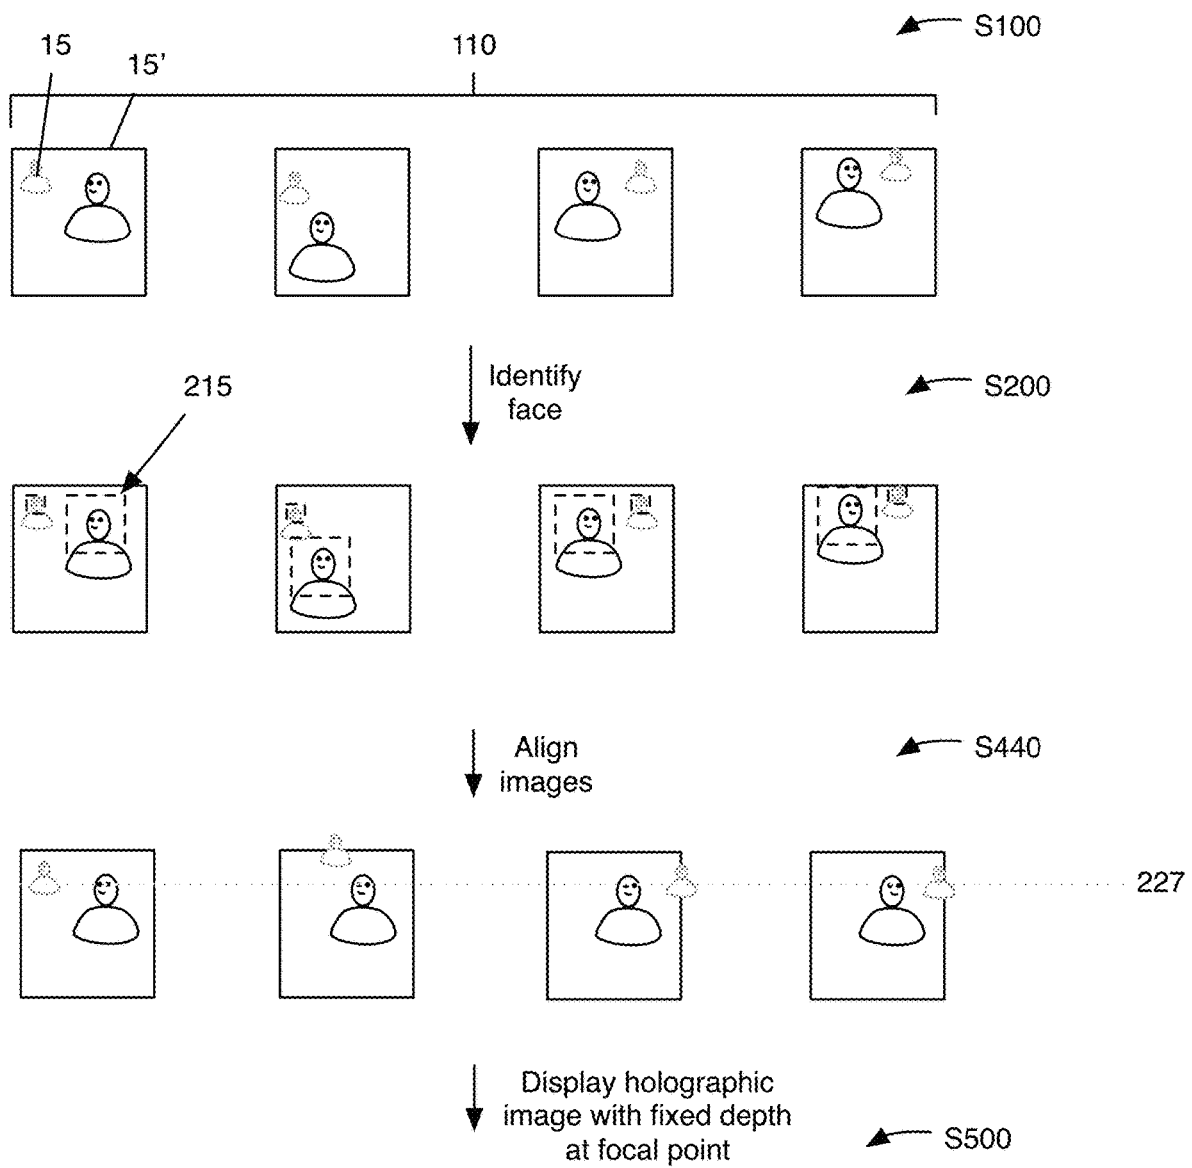 S100
15
15'
110
Identify
face
S200
215
Align
images
S440
227
Display holographic
image with fixed depth
at focal point
S500